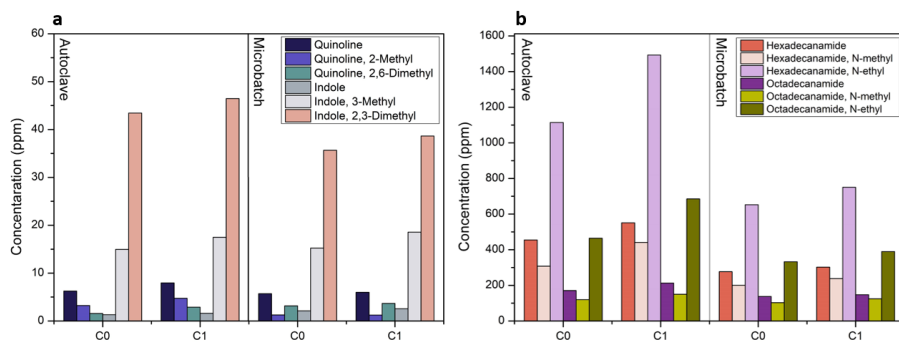 a
60
50
40
30
20
10
0
Concentaration (ppm)
Autoclave
Microbatch
Quinoline
Quinoline, 2-Methyl
Quinoline, 2,6-Dimethyl
Indole
Indole, 3-Methyl
Indole, 2,3-Dimethyl
C0
C1
C0
C1
b
1600
1400
1200
1000
800
600
400
200
0
Concentration (ppm)
Autoclave
Microbatch
Hexadecanamide
Hexadecanamide, N-methyl)
Hexadecanamide, N-ethyl
Octadecanamide
Octadecanamide, N-methyl
Octadecanamide, N-ethyl
C0
C1
C0
C1